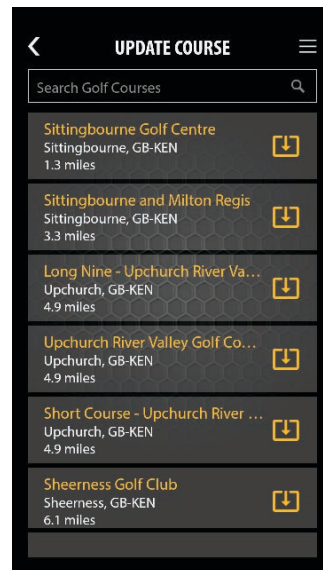 UPDATE COURSE
Search Golf Courses
Sittingbourne Golf Centre
Sittingbourne, GB-KEN
1.3 miles
Sittingbourne and Milton Regis
Sittingbourne, GB-KEN
3.3 miles
Long Nine - Upchurch River Va...
Upchurch, GB-KEN
4.9 miles
Upchurch River Valley Golf Co...
Upchurch, GB-KEN
4.9 miles
Short Course - Upchurch River ...
Upchurch, GB-KEN
4.9 miles
Sheerness Golf Club
Sheerness, GB-KEN
6.1 miles